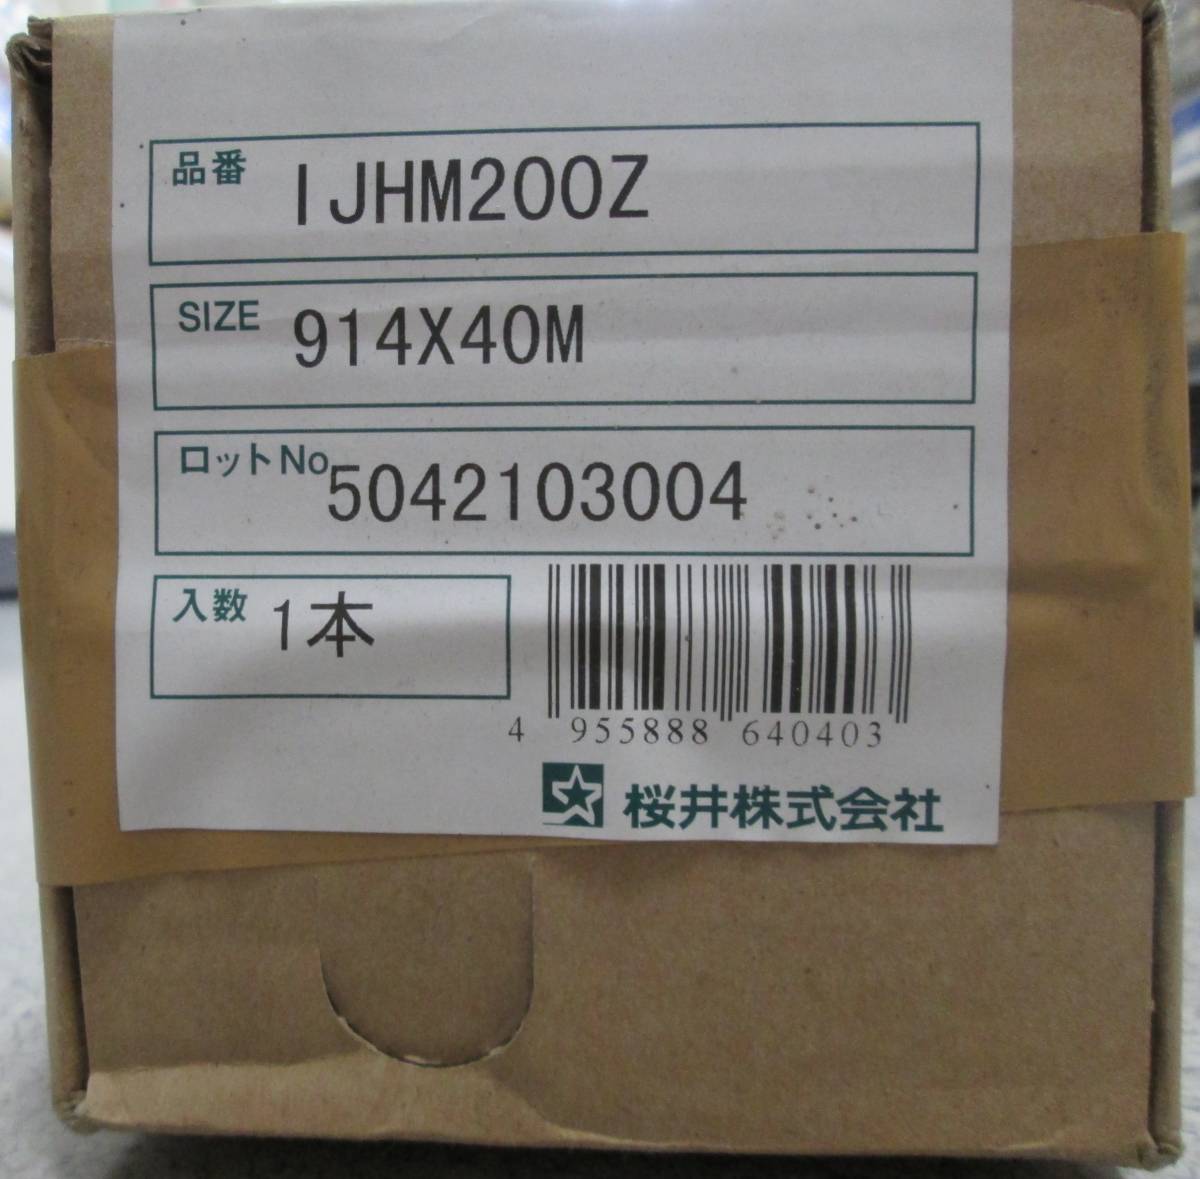 品番 IJHM200Z
SIZE 914X40M
ロットNo 5042103004
入数 1本
4 955888 640403
桜井株式会社